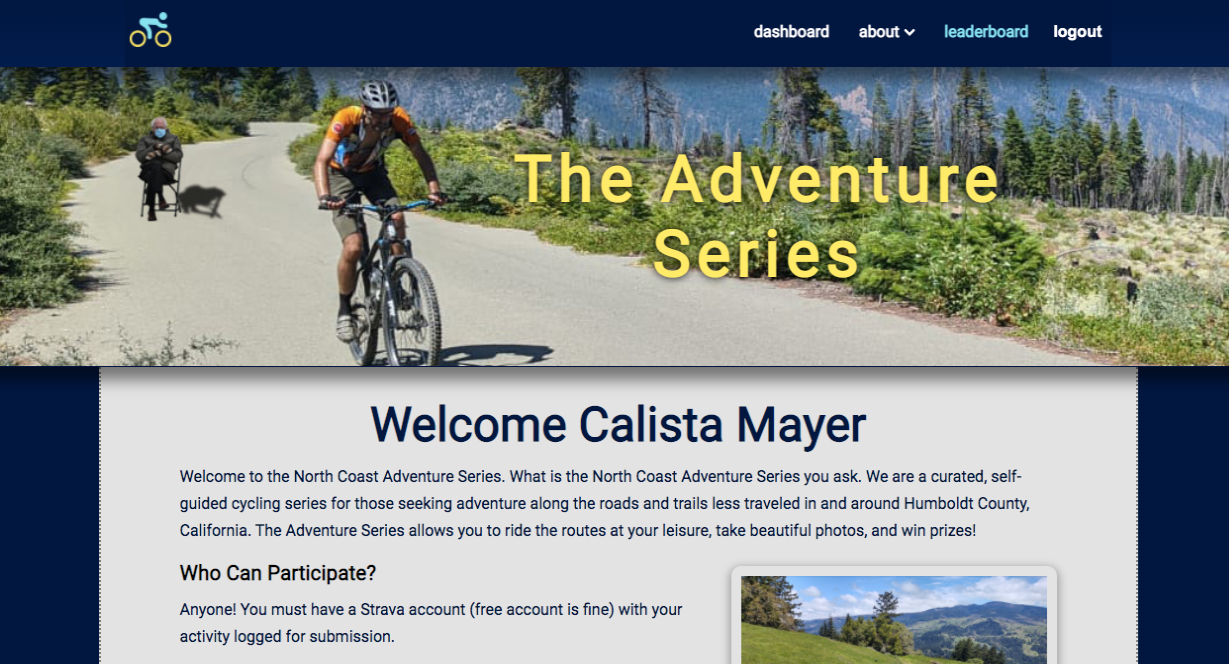 dashboard about leaderboard logout
The Adventure
Series
Welcome Calista Mayer
Welcome to the North Coast Adventure Series. What is the North Coast Adventure Series you ask. We are a curated, self-
guided cycling series for those seeking adventure along the roads and trails less traveled in and around Humboldt County,
California. The Adventure Series allows you to ride the routes at your leisure, take beautiful photos, and win prizes!
Who Can Participate?
Anyone! You must have a Strava account (free account is fine) with your
activity logged for submission.